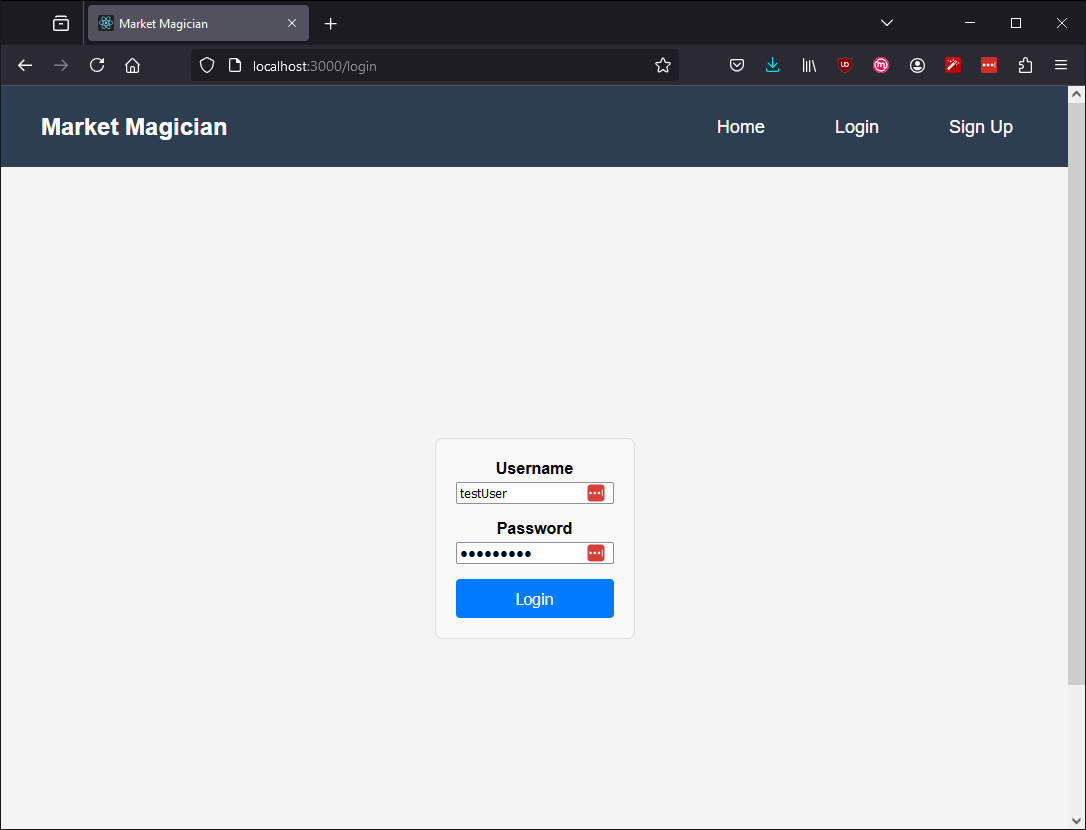 Market Magician
localhost:3000/login
Market Magician
Home Login Sign Up
Username
testUser
Password
Login